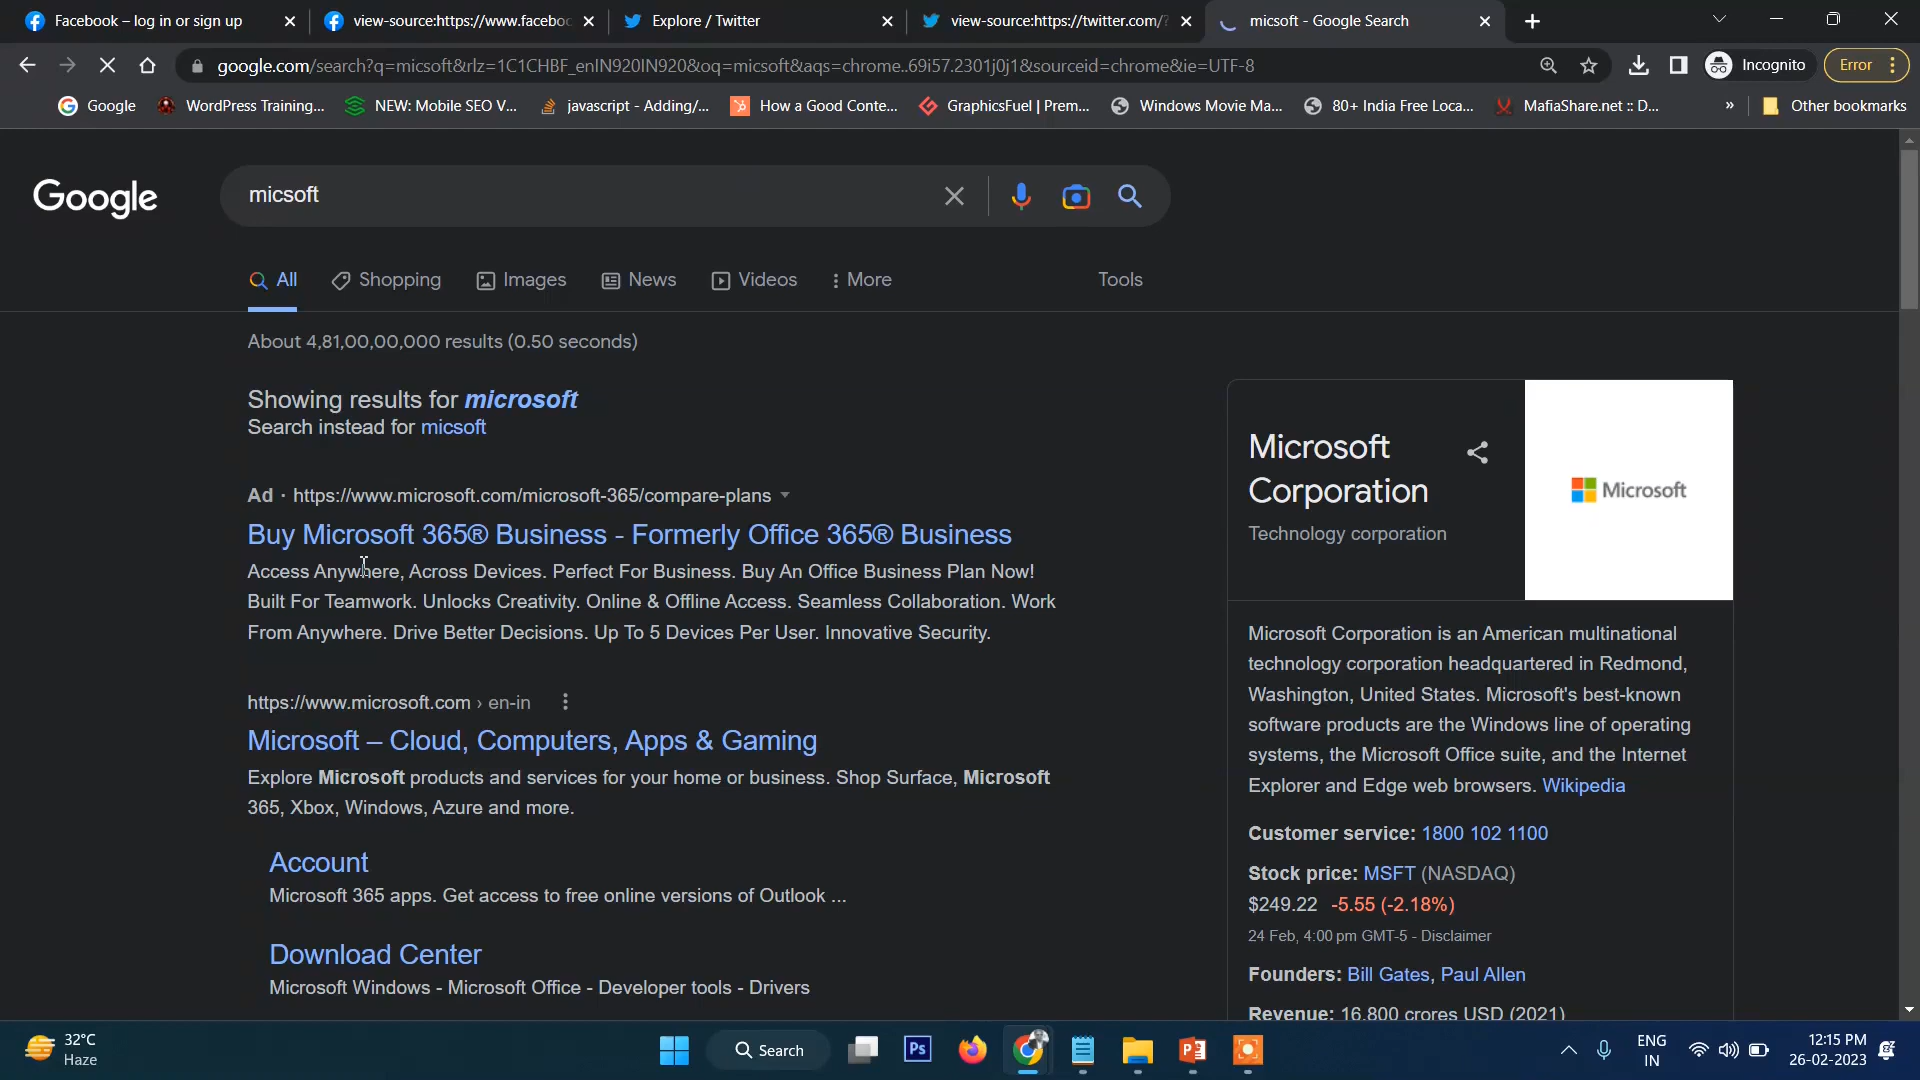 Facebook – log in or sign up
view-source:https://www.faceboo
Explore / Twitter
view-source:https://twitter.com/?
micsoft - Google Search
google.com/search?q=micsoft&rlz=1C1CHBF_enIN920IN920&oq=micsoft&aqs=chrome..69i57.2301j0j1&sourceid=chrome&ie=UTF-8
Incognito
Error
Google
WordPress Training...
NEW: Mobile SEO V...
javascript - Adding/...
How a Good Conte...
GraphicsFuel | Prem...
Windows Movie Ma...
80+ India Free Loca...
MafiaShare.net :: D...
»
Other bookmarks
Google
micsoft
All
Shopping
Images
News
Videos
More
Tools
About 4,81,00,00,000 results (0.50 seconds)
Showing results for microsoft
Search instead for micsoft
Ad · https://www.microsoft.com/microsoft-365/compare-plans
Buy Microsoft 365® Business - Formerly Office 365® Business
Access Anywhere, Across Devices. Perfect For Business. Buy An Office Business Plan Now!
Built For Teamwork. Unlocks Creativity. Online & Offline Access. Seamless Collaboration. Work
From Anywhere. Drive Better Decisions. Up To 5 Devices Per User. Innovative Security.
https://www.microsoft.com › en-in
Microsoft – Cloud, Computers, Apps & Gaming
Explore Microsoft products and services for your home or business. Shop Surface, Microsoft
365, Xbox, Windows, Azure and more.
Account
Microsoft 365 apps. Get access to free online versions of Outlook ...
Download Center
Microsoft Windows - Microsoft Office - Developer tools - Drivers
Microsoft
Corporation
Technology corporation
Microsoft
Microsoft Corporation is an American multinational
technology corporation headquartered in Redmond,
Washington, United States. Microsoft's best-known
software products are the Windows line of operating
systems, the Microsoft Office suite, and the Internet
Explorer and Edge web browsers. Wikipedia
Customer service: 1800 102 1100
Stock price: MSFT (NASDAQ)
$249.22 -5.55 (-2.18%)
24 Feb, 4:00 pm GMT-5 - Disclaimer
Founders: Bill Gates, Paul Allen
Revenue: 16,800 crores USD (2021)
32°C
Haze
Search
Ps
ENG
IN
12:15 PM
26-02-2023